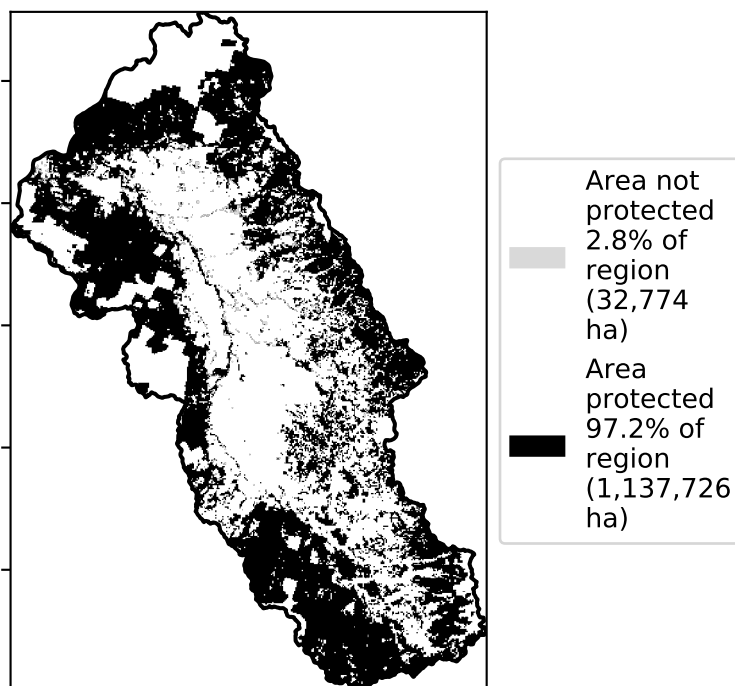 Area not
protected
2.8% of
region
(32,774
ha)
Area
protected
97.2% of
region
(1,137,726
ha)